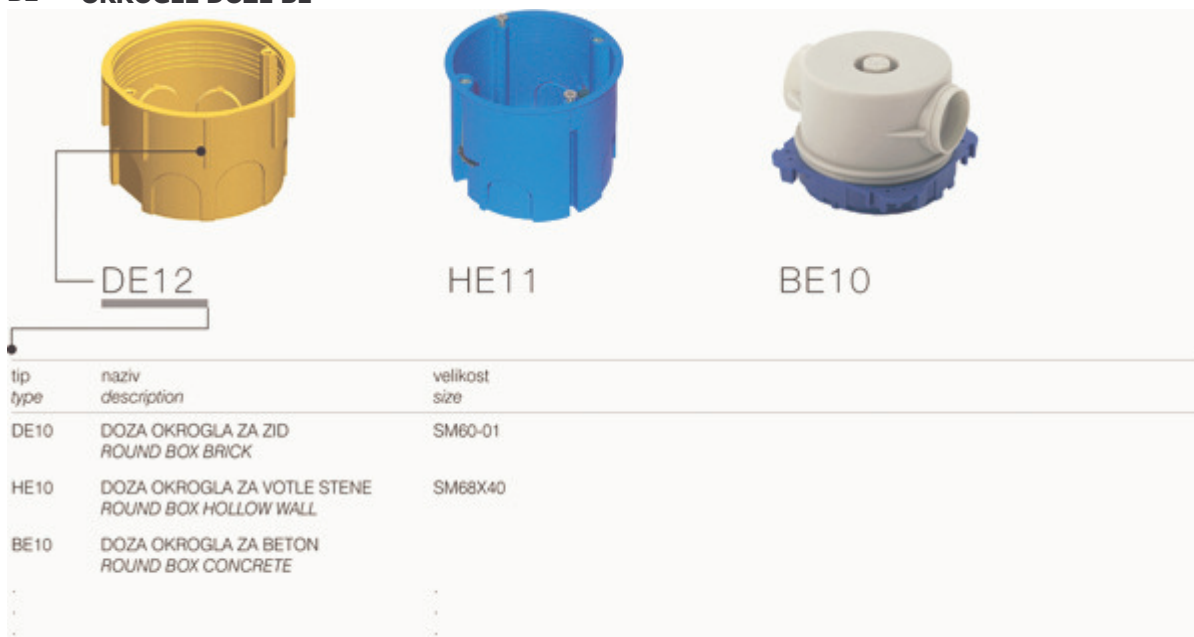 DE12
HE11
BE10
tip naziv velikost
type description size
DE10 DOZA OKROGLA ZA ZID SM60-01
ROUND BOX BRICK
HE10 DOZA OKROGLA ZA VOTLE STENE SM68X40
ROUND BOX HOLLOW WALL
BE10 DOZA OKROGLA ZA BETON
ROUND BOX CONCRETE
. .
. .
. .